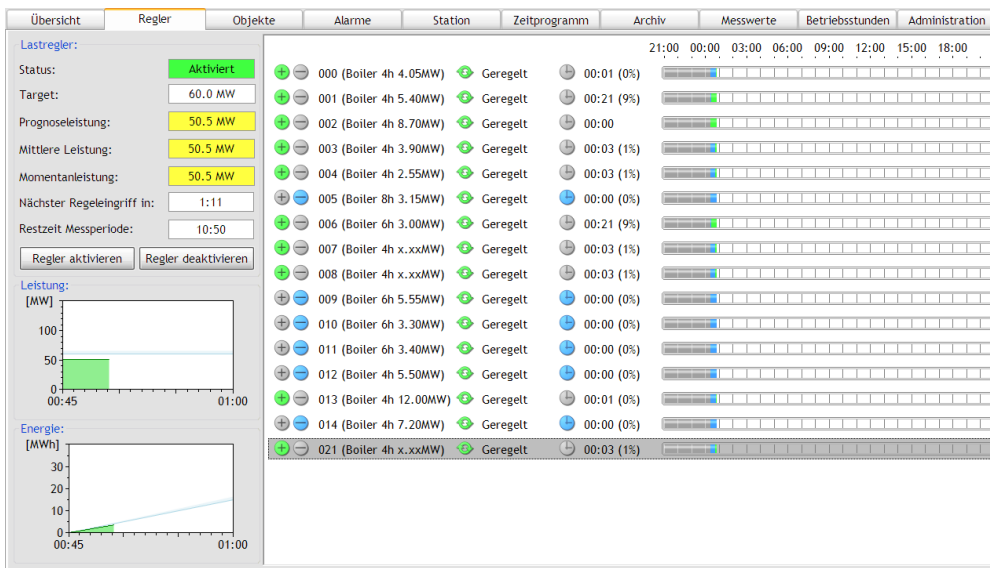 Übersicht Regler Objekte Alarme Station Zeitprogramm Archiv Messwerte Betriebsstunden Administration
Lastregler:
Status: Aktiviert
Target: 60.0 MW
Prognoseleistung: 50.5 MW
Mittlere Leistung: 50.5 MW
Momentanleistung: 50.5 MW
Nächster Regeleingriff in: 1:11
Restzeit Messperiode: 10:50
Regler aktivieren Regler deaktivieren
Leistung:
[MW]
100
50
0
00:45 01:00
Energie:
[MWh]
30
20
10
0
00:45 01:00
21:00 00:00 03:00 06:00 09:00 12:00 15:00 18:00
000 (Boiler 4h 4.05MW) Geregelt 00:01 (0%)
001 (Boiler 4h 5.40MW) Geregelt 00:21 (9%)
002 (Boiler 4h 8.70MW) Geregelt 00:00
003 (Boiler 4h 3.90MW) Geregelt 00:03 (1%)
004 (Boiler 4h 2.55MW) Geregelt 00:03 (1%)
005 (Boiler 8h 3.15MW) Geregelt 00:00 (0%)
006 (Boiler 6h 3.00MW) Geregelt 00:21 (9%)
007 (Boiler 4h x.xxMW) Geregelt 00:03 (1%)
008 (Boiler 4h x.xxMW) Geregelt 00:03 (1%)
009 (Boiler 6h 5.55MW) Geregelt 00:00 (0%)
010 (Boiler 6h 3.30MW) Geregelt 00:00 (0%)
011 (Boiler 6h 3.40MW) Geregelt 00:00 (0%)
012 (Boiler 4h 5.50MW) Geregelt 00:00 (0%)
013 (Boiler 4h 12.00MW) Geregelt 00:01 (0%)
014 (Boiler 4h 7.20MW) Geregelt 00:00 (0%)
021 (Boiler 4h x.xxMW) Geregelt 00:03 (1%)